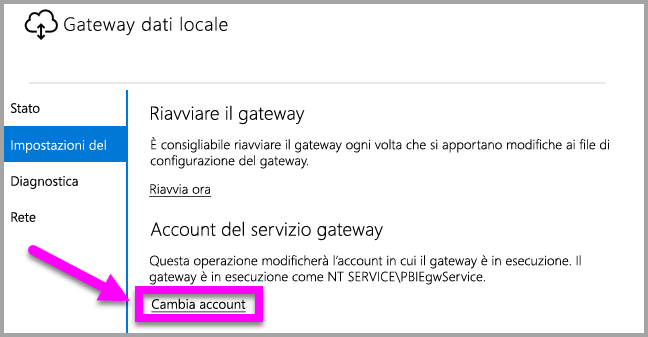 Gateway dati locale
Stato
Impostazioni del
Diagnostica
Rete
Riavviare il gateway
È consigliabile riavviare il gateway ogni volta che si apportano modifiche ai file di
configurazione del gateway.
Riavvia ora
Account del servizio gateway
Questa operazione modificherà l'account in cui il gateway è in esecuzione. Il
gateway è in esecuzione come NT SERVICE\PBIEgwService.
Cambia account